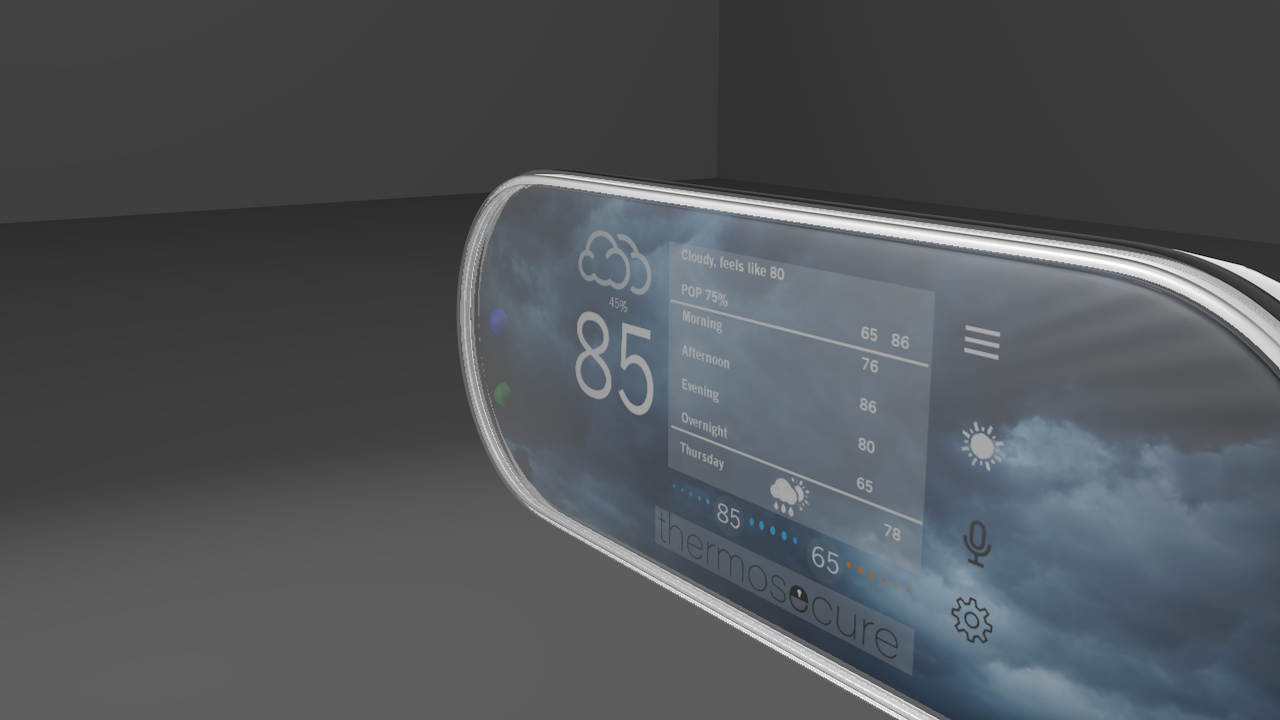 45%
85
Cloudy, feels like 80
POP 75% 65 86
Morning 76
Afternoon 86
Evening 80
Overnight 65
Thursday 78
85 65
thermosecure